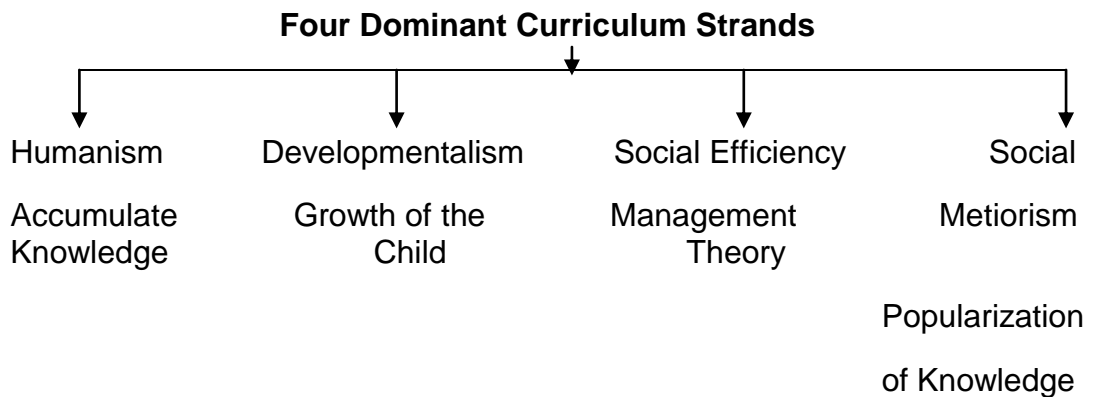 Four Dominant Curriculum Strands
Humanism
Accumulate
Knowledge
Developmentalism
Growth of the
Child
Social Efficiency
Management
Theory
Social
Metiorism
Popularization
of Knowledge